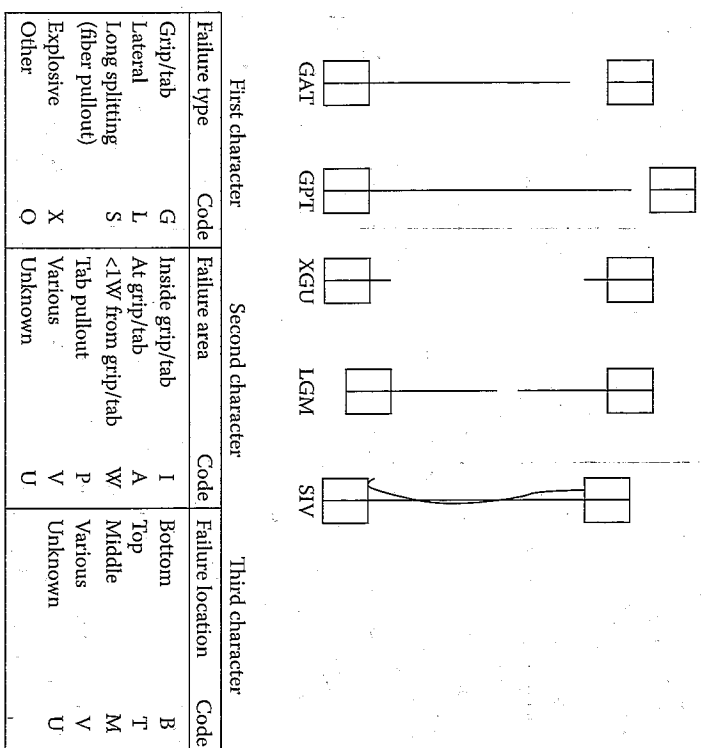 GAT GPT XGU LGM SIV
First character Second character Third character
Failure type Code Failure area Code Failure location Code
Grip/tab G Inside grip/tab I Bottom B
Lateral L At grip/tab A Top T
Long splitting S <1W from grip/tab W Middle M
(fiber pullout) Tab pullout P Various V
Explosive X Various V Unknown U
Other O Unknown U